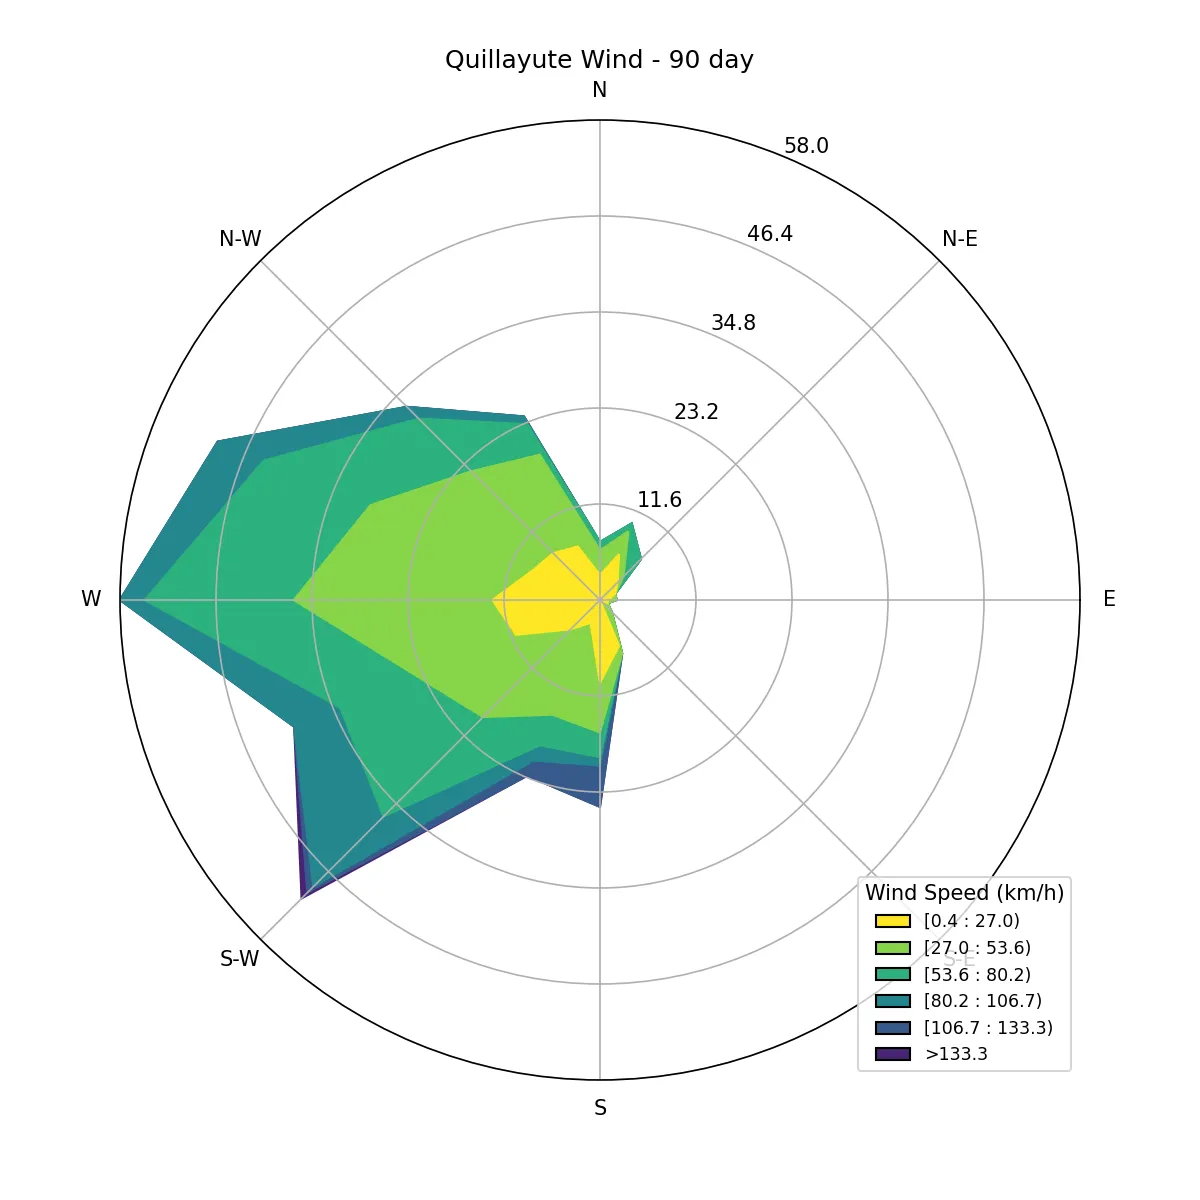 Quillayute Wind - 90 day
N
58.0
N-W
46.4
N-E
34.8
23.2
11.6
W
E
S-W
S-E
S
Wind Speed (km/h)
[0.4 : 27.0)
[27.0 : 53.6)
[53.6 : 80.2)
[80.2 : 106.7)
[106.7 : 133.3)
>133.3